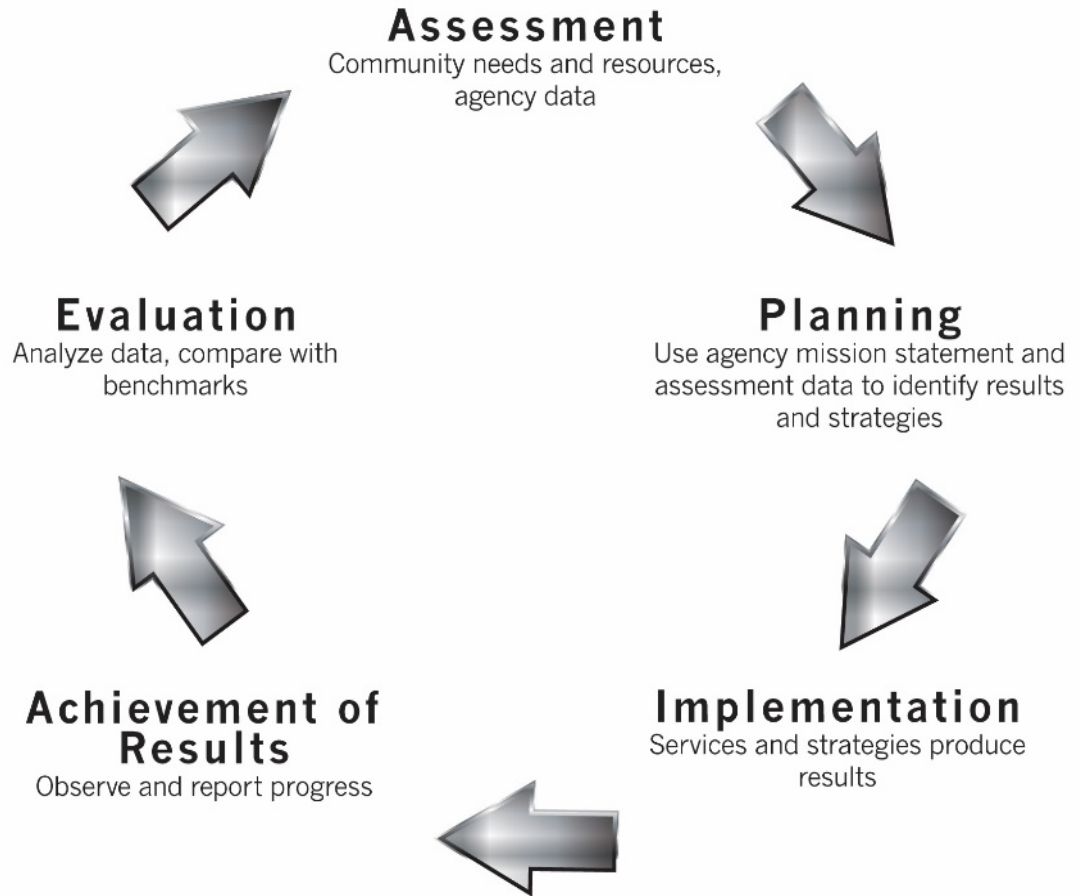 Assessment
Community needs and resources,
agency data
Planning
Use agency mission statement and
assessment data to identify results
and strategies
Implementation
Services and strategies produce
results
Achievement of
Results
Observe and report progress
Evaluation
Analyze data, compare with
benchmarks